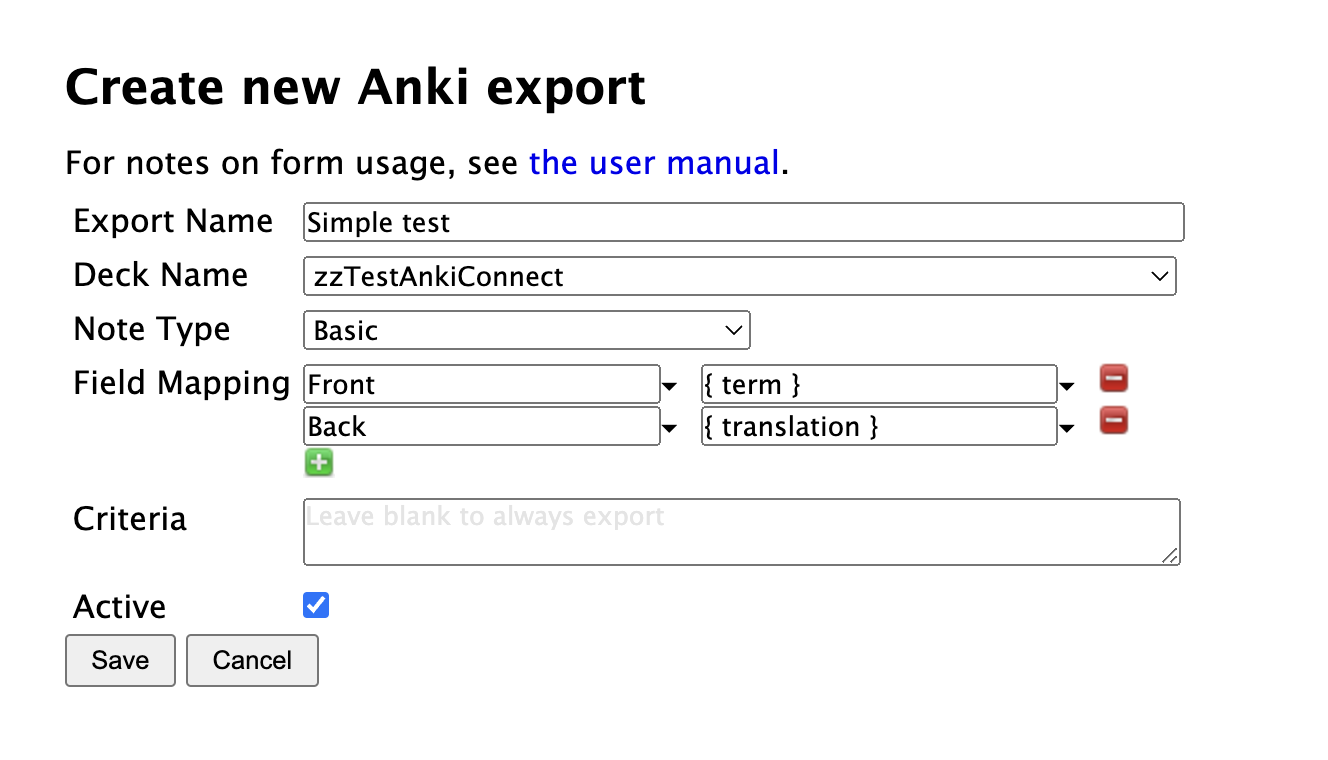 Create new Anki export
For notes on form usage, see the user manual.
Export Name Simple test
Deck Name zzTestAnkiConnect
Note Type Basic
Field Mapping Front { term }
Back { translation }
Criteria Leave blank to always export
Active
Save Cancel